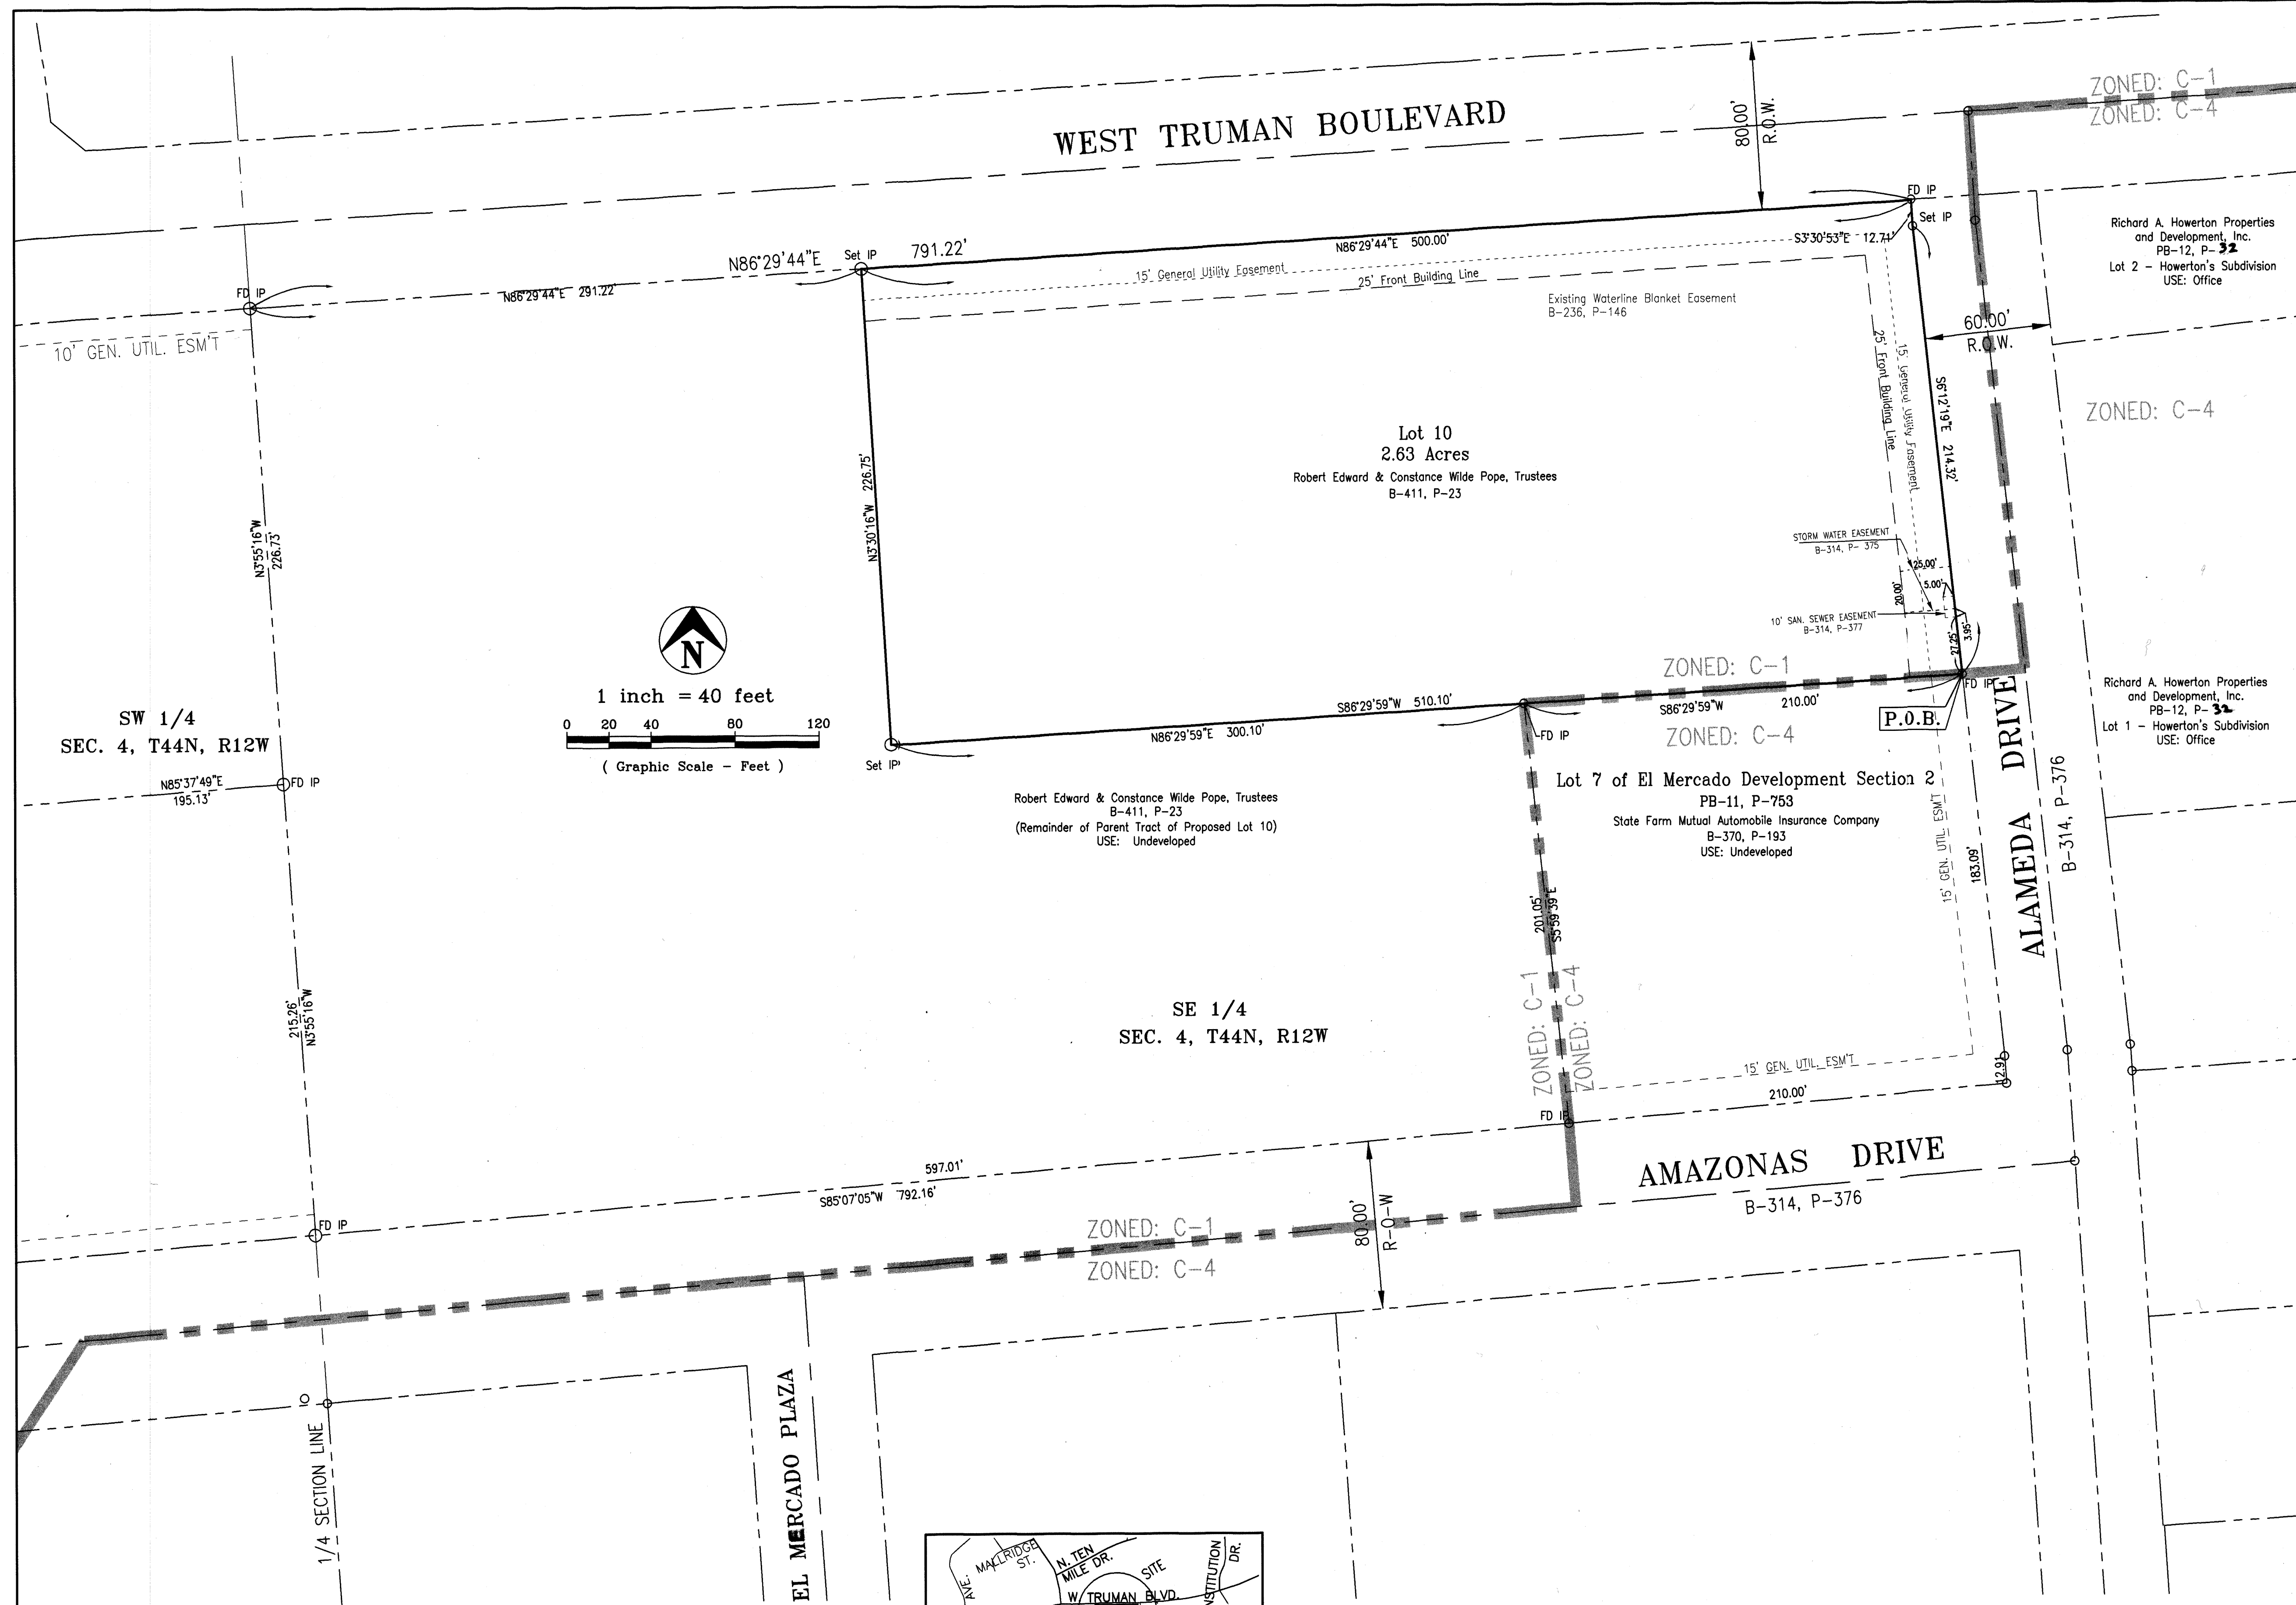 WEST TRUMAN BOULEVARD
80.00'
R.O.W.
ZONED: C-1
ZONED: C-4
FD IP
Set IP
S3°30'53"E 12.71'
Richard A. Howerton Properties
and Development, Inc.
PB-12, P-32
Lot 2 - Howerton's Subdivision
USE: Office
N86°29'44"E 791.22'
Set IP
N86°29'44"E 500.00'
15' General Utility Easement
25' Front Building Line
Existing Waterline Blanket Easement
B-236, P-146
FD IP
N86°29'44"E 291.22'
10' GEN. UTIL. ESM'T
60.00'
R.O.W.
25' Front Building Line
15' General Utility Easement
S6°12'19"E 214.32'
ZONED: C-4
Lot 10
2.63 Acres
Robert Edward & Constance Wilde Pope, Trustees
B-411, P-23
N3°30'16"W 226.75'
N3°55'16"W
226.73'
STORM WATER EASEMENT
B-314, P- 375
25.00'
5.00'
20.00'
10' SAN. SEWER EASEMENT
B-314, P-377
27.25'
3.95'
N
1 inch = 40 feet
0 20 40 80 120
( Graphic Scale - Feet )
SW 1/4
SEC. 4, T44N, R12W
N85°37'49"E
195.13'
FD IP
ZONED: C-1
S86°29'59"W 510.10'
S86°29'59"W 210.00'
FD IP
P.O.B.
N86°29'59"E 300.10'
FD IP
ZONED: C-4
Set IP
Richard A. Howerton Properties
and Development, Inc.
PB-12, P-32
Lot 1 - Howerton's Subdivision
USE: Office
Robert Edward & Constance Wilde Pope, Trustees
B-411, P-23
(Remainder of Parent Tract of Proposed Lot 10)
USE: Undeveloped
Lot 7 of El Mercado Development Section 2
PB-11, P-753
State Farm Mutual Automobile Insurance Company
B-370, P-193
USE: Undeveloped
15' GEN. UTIL. ESM'T
183.09'
ALAMEDA DRIVE
B-314, P-376
201.05'
S5°59'39"E
215.26'
N3°55'16"W
SE 1/4
SEC. 4, T44N, R12W
ZONED: C-1
ZONED: C-4
15' GEN. UTIL. ESM'T
12.91
210.00'
FD IP
597.01'
S85°07'05"W 792.16'
FD IP
AMAZONAS DRIVE
B-314, P-376
80.00'
R-O-W
ZONED: C-1
ZONED: C-4
1/4 SECTION LINE
EL MERCADO PLAZA
AVE.
MALLRIDGE
ST.
N. TEN
MILE DR.
SITE
DR.
W TRUMAN BLVD.